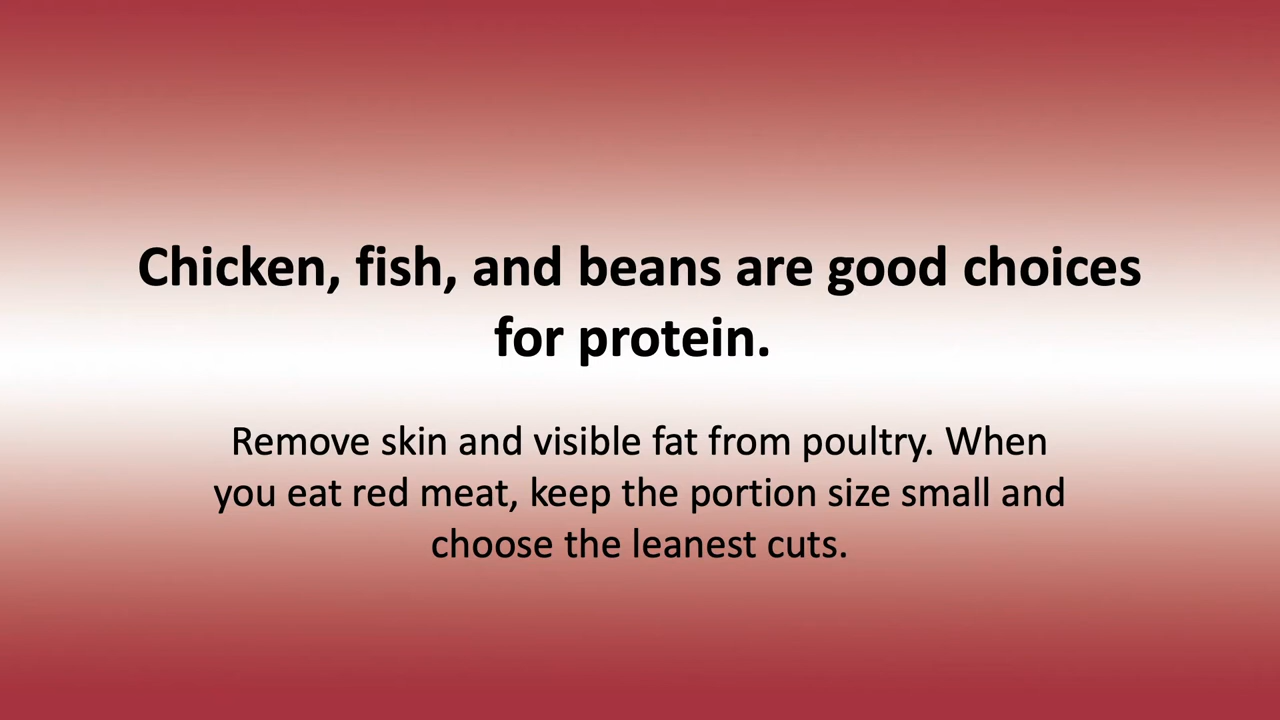 Chicken, fish, and beans are good choices
for protein.
Remove skin and visible fat from poultry. When
you eat red meat, keep the portion size small and
choose the leanest cuts.